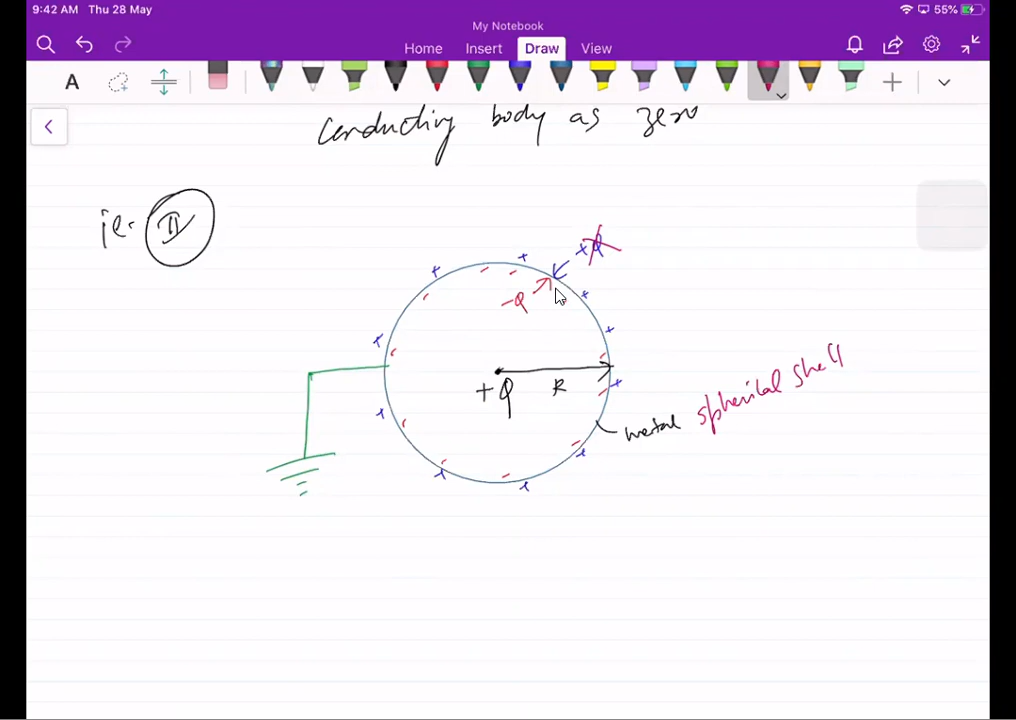 9:42 AM Thu 28 May
55%
My Notebook
Home Insert Draw View
A
conducting body as zero
ie. II
+Q
-Q
+Q R
metal spherical shell